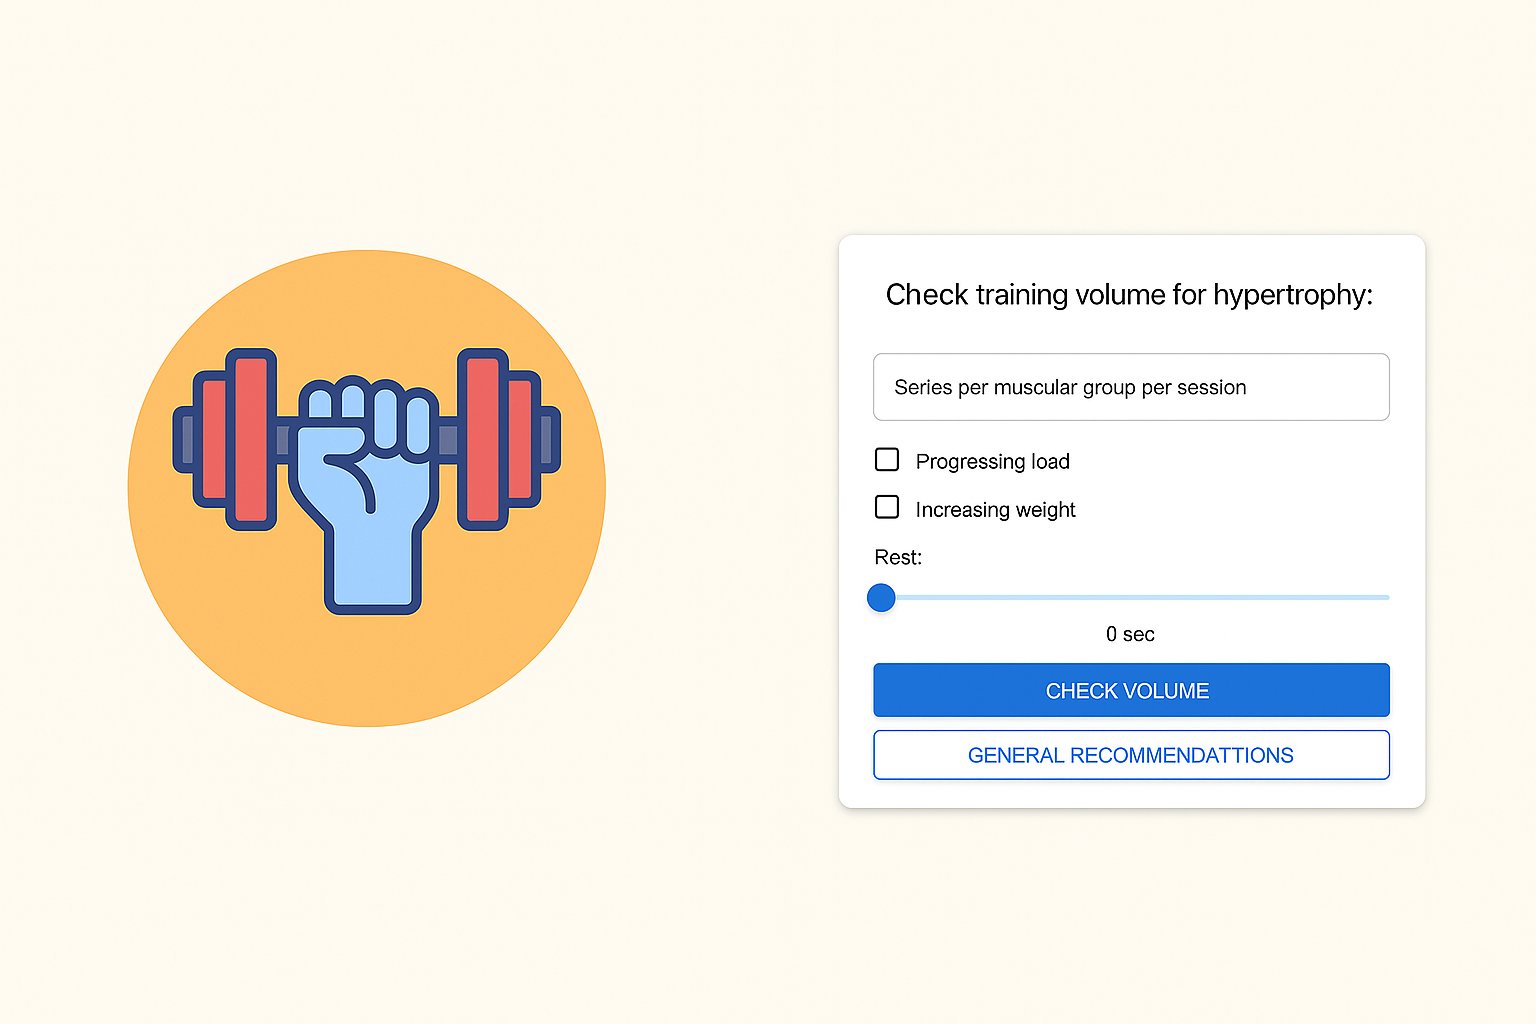 Check training volume for hypertrophy:
Series per muscular group per session
Progressing load
Increasing weight
Rest:
0 sec
CHECK VOLUME
GENERAL RECOMMENDATTIONS